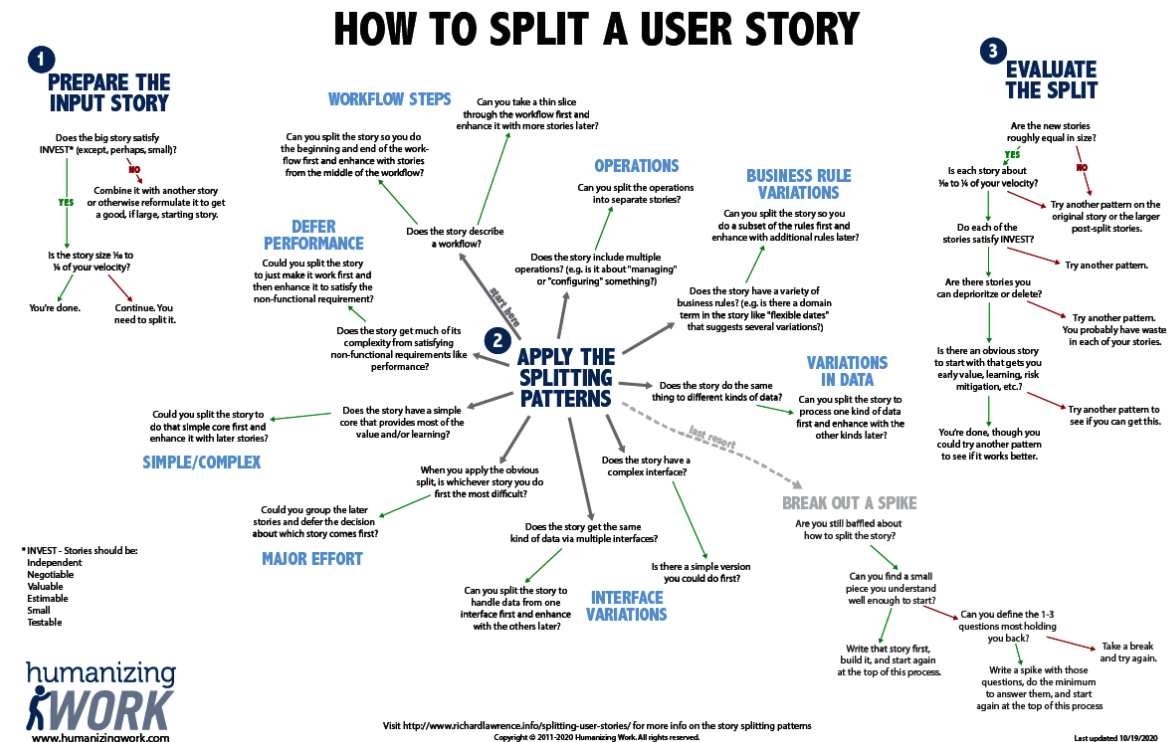 HOW TO SPLIT A USER STORY
1
PREPARE THE
INPUT STORY
Does the big story satisfy
INVEST* (except, perhaps, small)?
NO
YES
Combine it with another story
or otherwise reformulate it to get
a good, if large, starting story.
Is the story size 1⁄10 to
1⁄6 of your velocity?
You're done.
Continue. You
need to split it.
2
APPLY THE
SPLITTING
PATTERNS
start here
WORKFLOW STEPS
Can you take a thin slice
through the workflow first and
enhance it with more stories later?
Can you split the story so you do
the beginning and end of the work-
flow first and enhance with stories
from the middle of the workflow?
Does the story describe
a workflow?
OPERATIONS
Can you split the operations
into separate stories?
Does the story include multiple
operations? (e.g. is it about "managing"
or "configuring" something?)
BUSINESS RULE
VARIATIONS
Can you split the story so you
do a subset of the rules first and
enhance with additional rules later?
Does the story have a variety of
business rules? (e.g. is there a domain
term in the story like "flexible dates"
that suggests several variations?)
VARIATIONS
IN DATA
Does the story do the same
thing to different kinds of data?
Can you split the story to
process one kind of data
first and enhance with the
other kinds later?
DEFER
PERFORMANCE
Could you split the story
to just make it work first and
then enhance it to satisfy the
non-functional requirement?
Does the story get much of its
complexity from satisfying
non-functional requirements like
performance?
Could you split the story to
do that simple core first and
enhance it with later stories?
Does the story have a simple
core that provides most of the
value and/or learning?
SIMPLE/COMPLEX
When you apply the obvious
split, is whichever story you do
first the most difficult?
Could you group the later
stories and defer the decision
about which story comes first?
MAJOR EFFORT
Does the story get the same
kind of data via multiple interfaces?
Can you split the story to
handle data from one
interface first and enhance
with the others later?
Does the story have a
complex interface?
Is there a simple version
you could do first?
INTERFACE
VARIATIONS
last resort
BREAK OUT A SPIKE
Are you still baffled about
how to split the story?
Can you find a small
piece you understand
well enough to start?
Write that story first,
build it, and start again
at the top of this process.
Can you define the 1-3
questions most holding
you back?
Take a break
and try again.
Write a spike with those
questions, do the minimum
to answer them, and start
again at the top of this process
3
EVALUATE
THE SPLIT
Are the new stories
roughly equal in size?
YES
NO
Is each story about
1⁄10 to 1⁄6 of your velocity?
Try another pattern on the
original story or the larger
post-split stories.
Do each of the
stories satisfy INVEST?
Try another pattern.
Are there stories you
can deprioritize or delete?
Try another pattern.
You probably have waste
in each of your stories.
Is there an obvious story
to start with that gets you
early value, learning, risk
mitigation, etc.?
Try another pattern to
see if you can get this.
You're done, though you
could try another pattern
to see if it works better.
* INVEST - Stories should be:
Independent
Negotiable
Valuable
Estimable
Small
Testable
humanizing
WORK
www.humanizingwork.com
Visit http://www.richardlawrence.info/splitting-user-stories/ for more info on the story splitting patterns
Copyright © 2011-2020 Humanizing Work. All rights reserved.
Last updated 10/19/2020